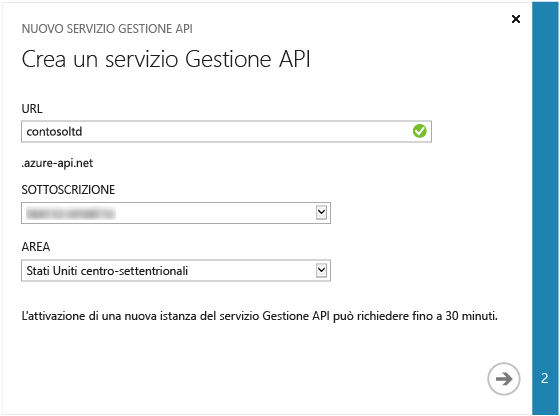 NUOVO SERVIZIO GESTIONE API
Crea un servizio Gestione API
URL
contosoltd
.azure-api.net
SOTTOSCRIZIONE
AREA
Stati Uniti centro-settentrionali
L'attivazione di una nuova istanza del servizio Gestione API può richiedere fino a 30 minuti.
2